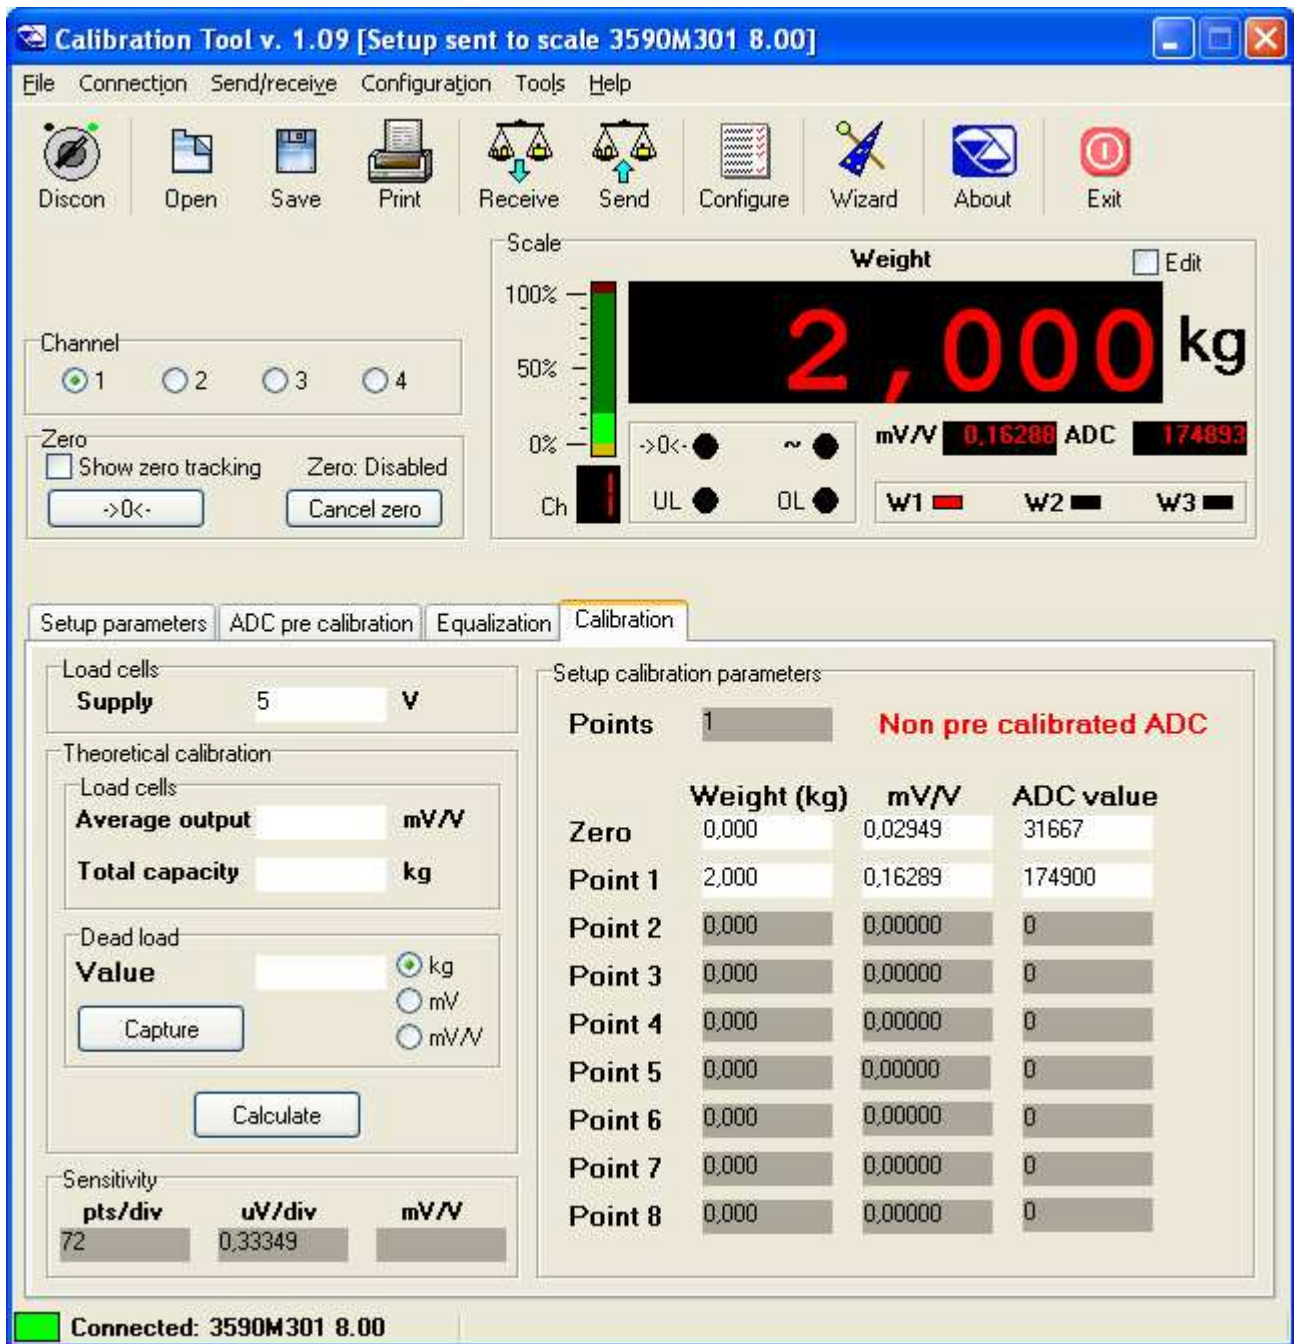 Calibration Tool v. 1.09 [Setup sent to scale 3590M301 8.00]
File Connection Send/receive Configuration Tools Help
Discon Open Save Print Receive Send Configure Wizard About Exit
Scale
Weight
Edit
100%
50%
0%
2,000 kg
Channel
1 2 3 4
Zero
Show zero tracking Zero: Disabled
->0<- Cancel zero
->0<- ~
UL OL
Ch 1
mV/V 0,16288 ADC 174893
W1 W2 W3
Setup parameters ADC pre calibration Equalization Calibration
Load cells
Supply 5 V
Theoretical calibration
Load cells
Average output mV/V
Total capacity kg
Dead load
Value kg
mV
mV/V
Capture
Calculate
Sensitivity
pts/div uV/div mV/V
72 0,33349
Setup calibration parameters
Points 1 Non pre calibrated ADC
Weight (kg) mV/V ADC value
Zero 0,000 0,02949 31667
Point 1 2,000 0,16289 174900
Point 2 0,000 0,00000 0
Point 3 0,000 0,00000 0
Point 4 0,000 0,00000 0
Point 5 0,000 0,00000 0
Point 6 0,000 0,00000 0
Point 7 0,000 0,00000 0
Point 8 0,000 0,00000 0
Connected: 3590M301 8.00